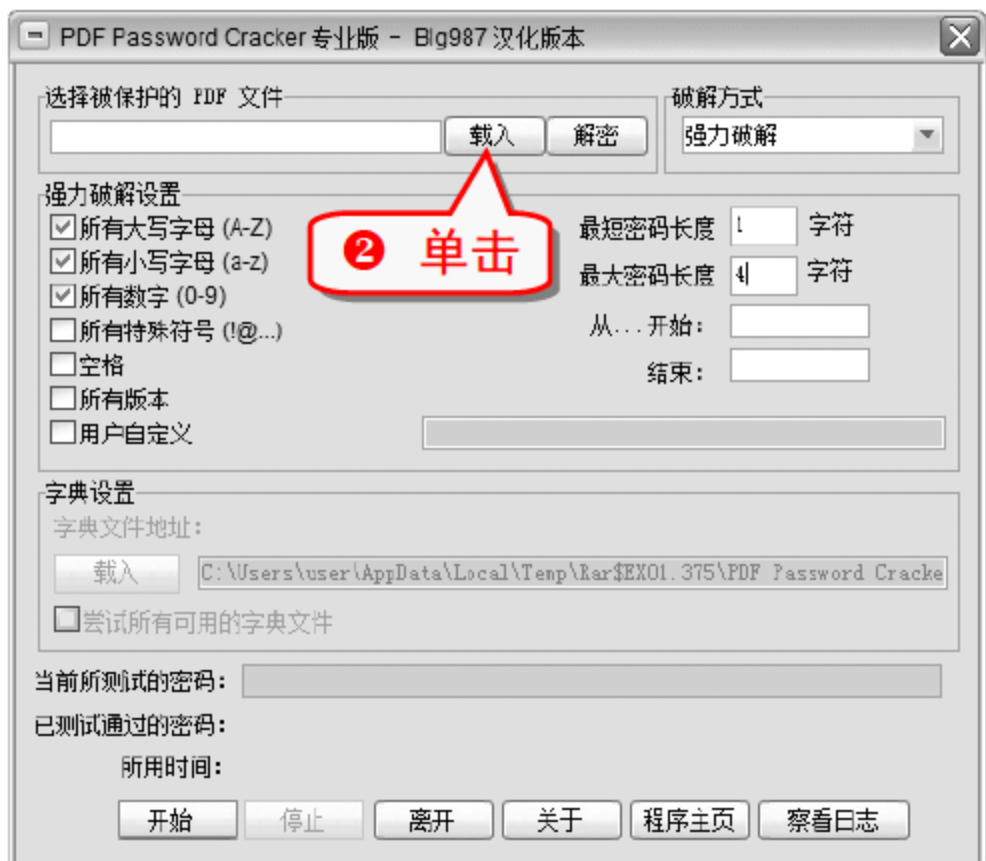 PDF Password Cracker 专业版 - Blg987 汉化版本
选择被保护的 PDF 文件
破解方式
载入 解密
强力破解
强力破解设置
❷ 单击
所有大写字母 (A-Z)
所有小写字母 (a-z)
所有数字 (0-9)
所有特殊符号 (!@...)
空格
所有版本
用户自定义
最短密码长度 1 字符
最大密码长度 4 字符
从...开始:
结束:
字典设置
字典文件地址:
载入 C:\Users\user\AppData\Local\Temp\Rar$EX01.375\PDF Password Cracke
尝试所有可用的字典文件
当前所测试的密码:
已测试通过的密码:
所用时间:
开始 停止 离开 关于 程序主页 察看日志